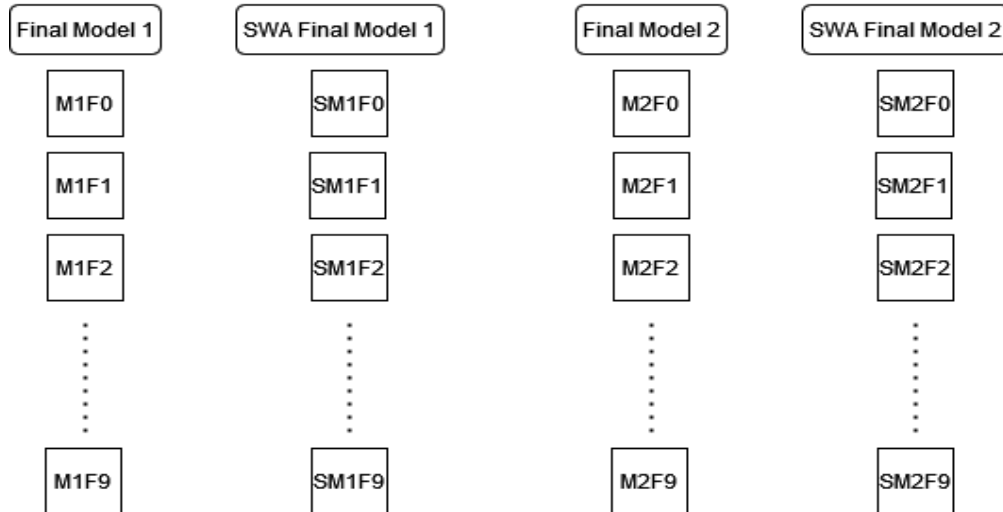 Final Model 1
SWA Final Model 1
Final Model 2
SWA Final Model 2
M1F0
SM1F0
M2F0
SM2F0
M1F1
SM1F1
M2F1
SM2F1
M1F2
SM1F2
M2F2
SM2F2
M1F9
SM1F9
M2F9
SM2F9